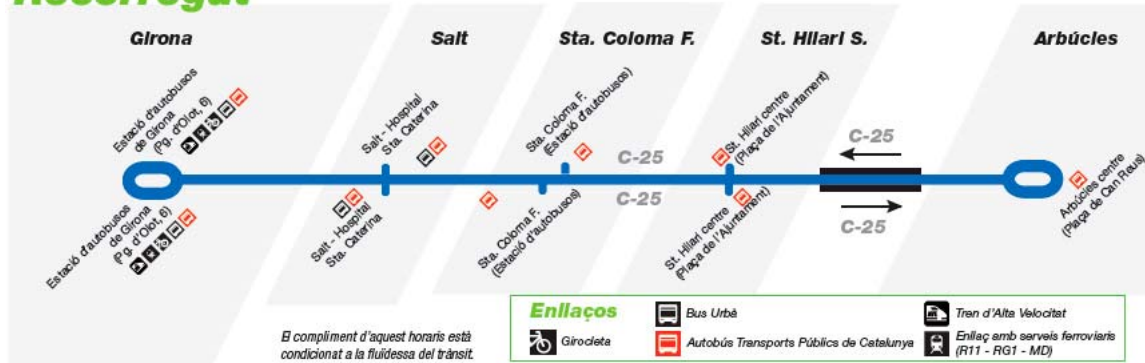 Recorregut
Girona
Salt
Sta. Coloma F.
St. Hilari S.
Arbúcies
Estació d'autobusos
de Girona
(Pg. d'Olot, 6)
Salt - Hospital
Sta. Caterina
Sta. Coloma F.
(Estació d'autobusos)
C-25
St. Hilari centre
(Plaça de l'Ajuntament)
C-25
Estació d'autobusos
de Girona
(Pg. d'Olot, 6)
Salt - Hospital
Sta. Caterina
Sta. Coloma F.
(Estació d'autobusos)
C-25
St. Hilari centre
(Plaça de l'Ajuntament)
C-25
Arbúcies centre
(Plaça de Can Reus)
El compliment d'aquest horaris està
condicionat a la fluïdessa del trànsit.
Enllaços
Girocleta
Bus Urbà
Autobús Transports Públics de Catalunya
Tren d'Alta Velocitat
Enllaç amb serveis ferroviaris
(R11 - RG1 - MD)